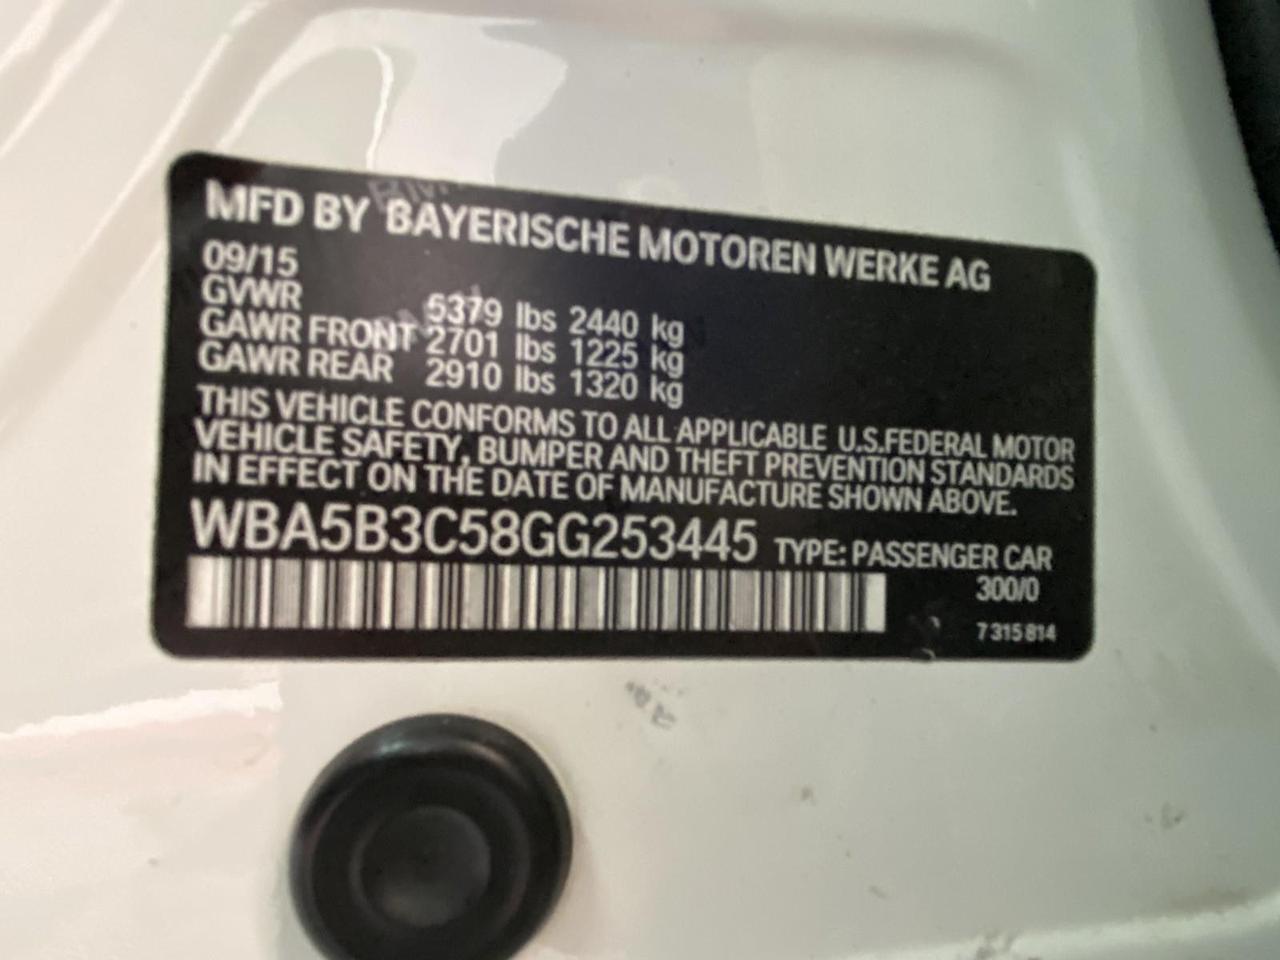 MFD BY BAYERISCHE MOTOREN WERKE AG
09/15
GVWR 5379 lbs 2440 kg
GAWR FRONT 2701 lbs 1225 kg
GAWR REAR 2910 lbs 1320 kg
THIS VEHICLE CONFORMS TO ALL APPLICABLE U.S.FEDERAL MOTOR
VEHICLE SAFETY, BUMPER AND THEFT PREVENTION STANDARDS
IN EFFECT ON THE DATE OF MANUFACTURE SHOWN ABOVE.
WBA5B3C58GG253445 TYPE: PASSENGER CAR
300/0
7 315 814